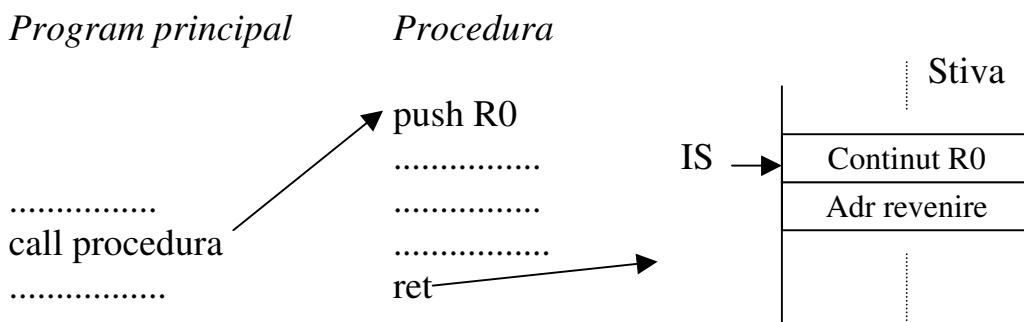 Program principal
Procedura
Stiva
push R0
................
IS
Continut R0
................
................
Adr revenire
call procedura
.................
.................
ret